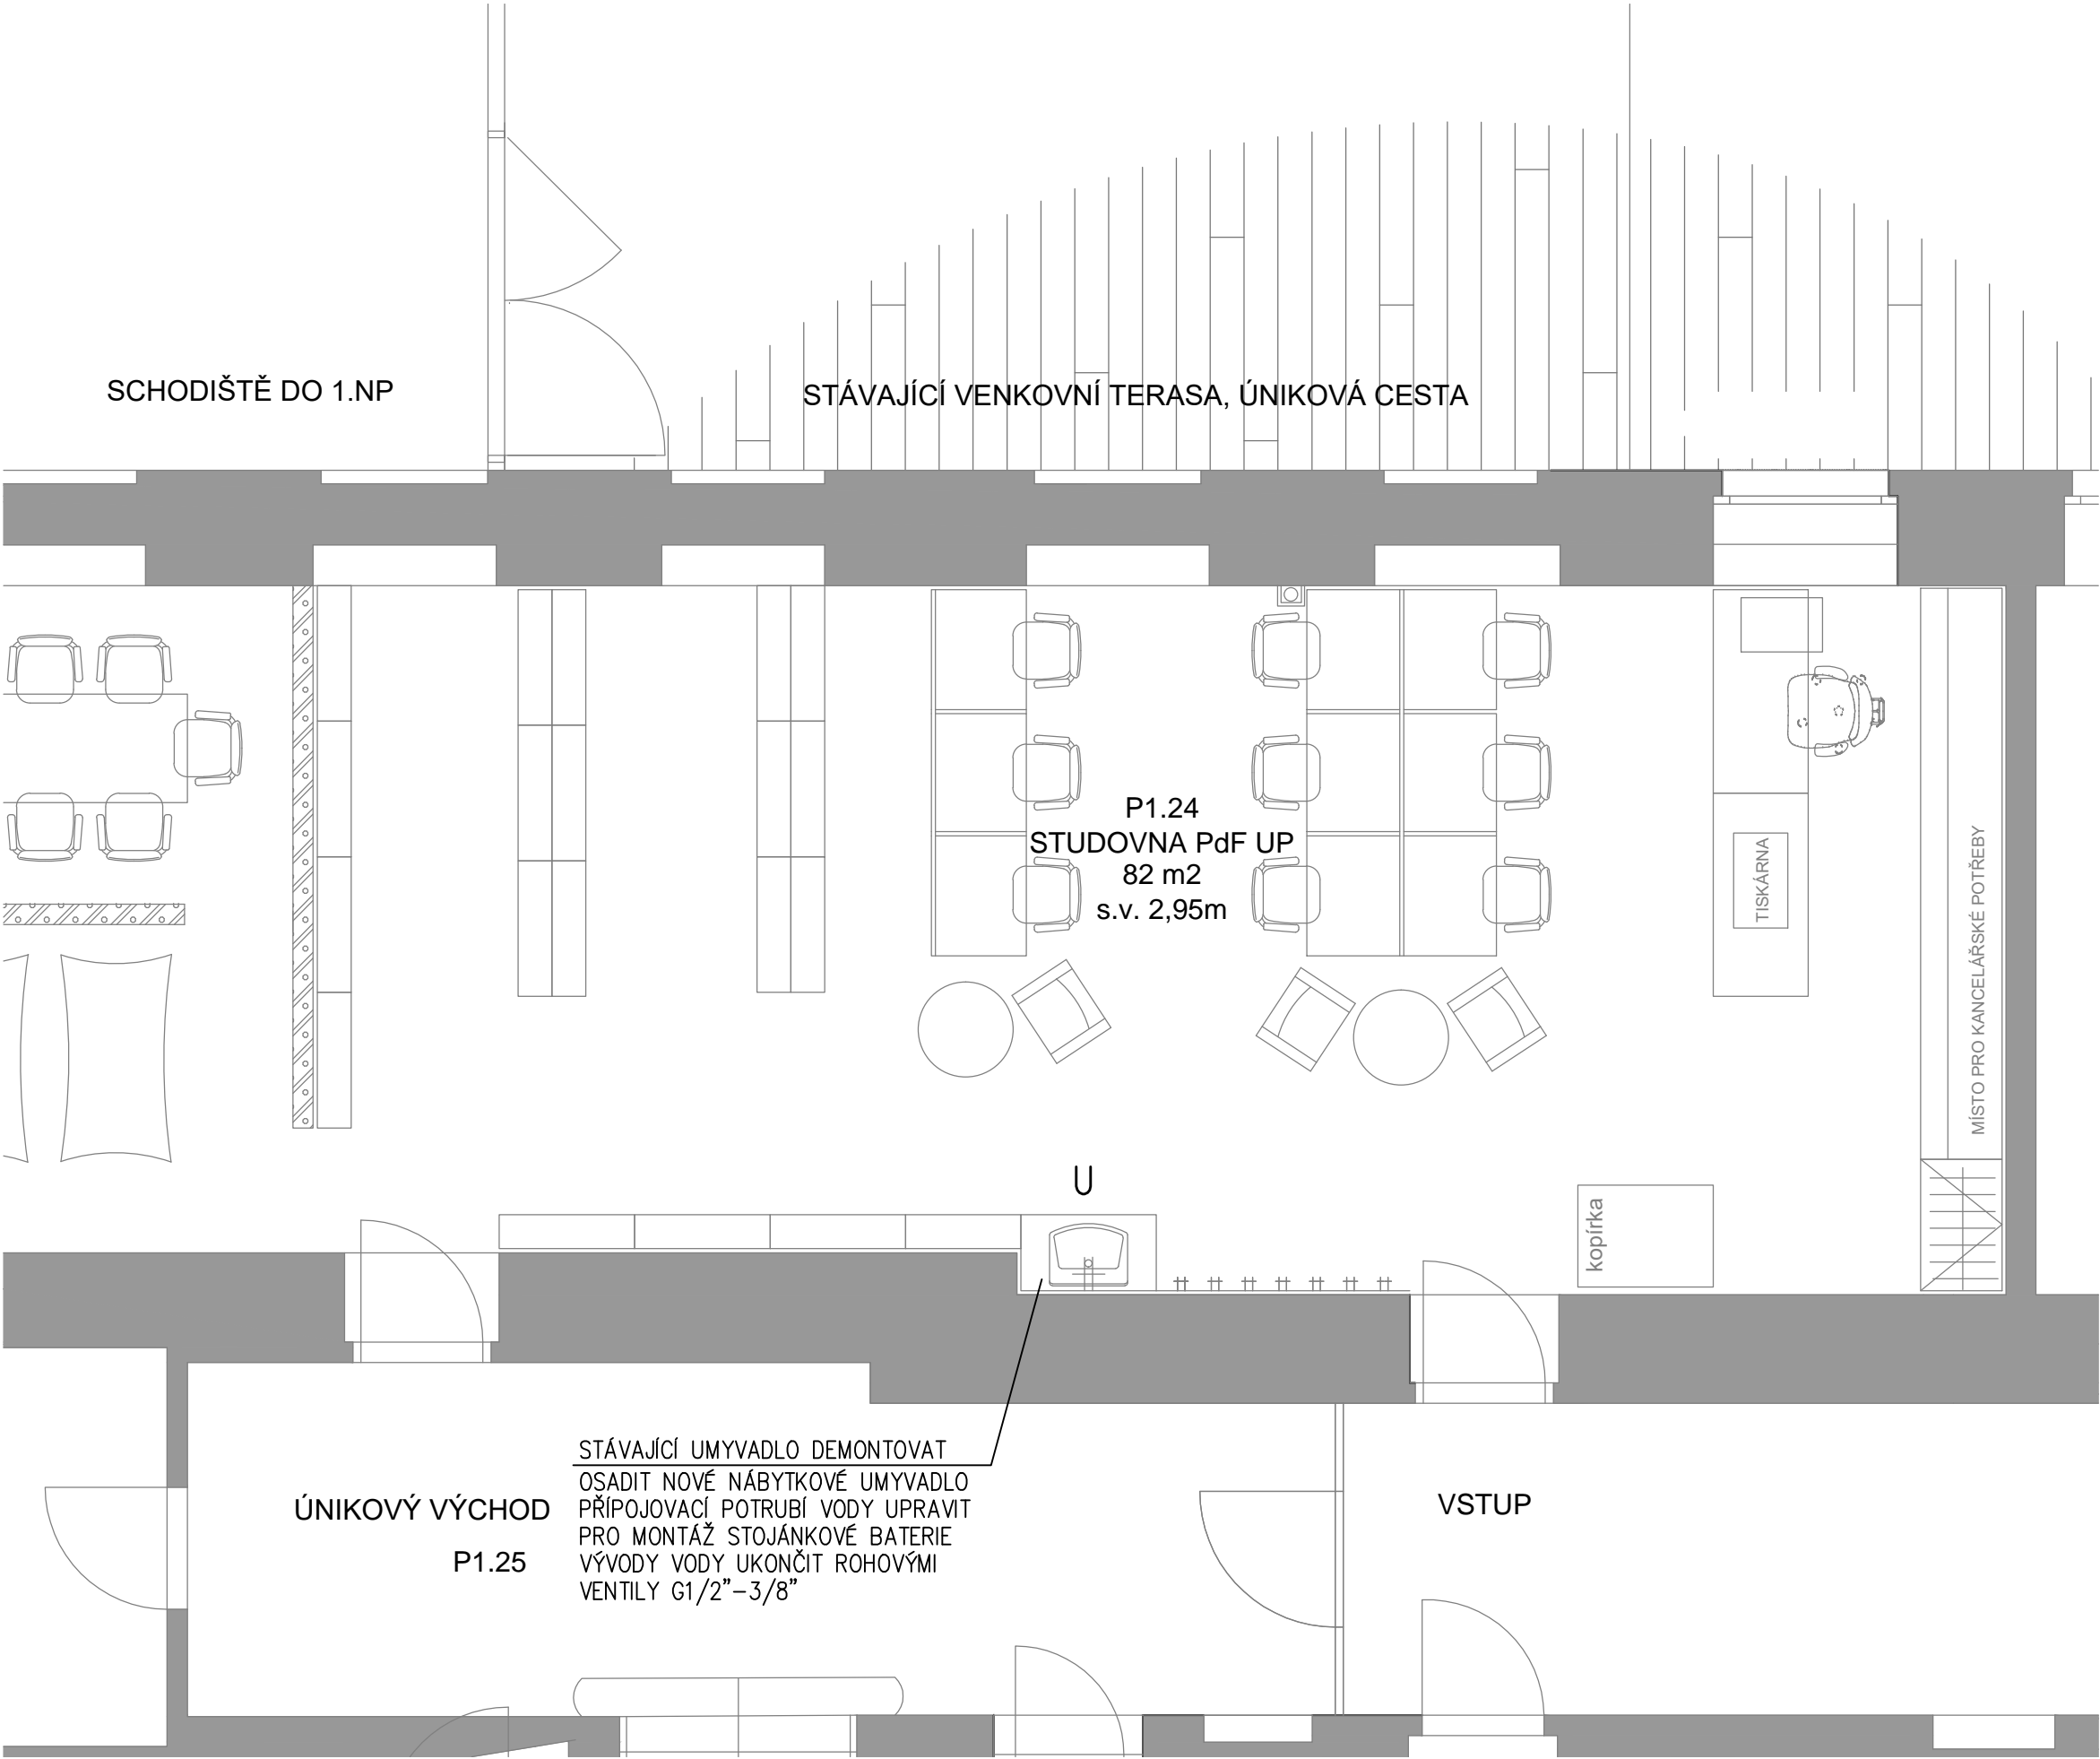 SCHODIŠTĚ DO 1.NP
STÁVAJÍCÍ VENKOVNÍ TERASA, ÚNIKOVÁ CESTA
P1.24
STUDOVNA PdF UP
82 m2
s.v. 2,95m
TISKÁRNA
MÍSTO PRO KANCELÁŘSKÉ POTŘEBY
U
kopírka
STÁVAJÍCÍ UMYVADLO DEMONTOVAT
OSADIT NOVÉ NÁBYTKOVÉ UMYVADLO
PŘÍPOJOVACÍ POTRUBÍ VODY UPRAVIT
PRO MONTÁŽ STOJÁNKOVÉ BATERIE
VÝVODY VODY UKONČIT ROHOVÝMI
VENTILY G1/2"-3/8"
ÚNIKOVÝ VÝCHOD
P1.25
VSTUP